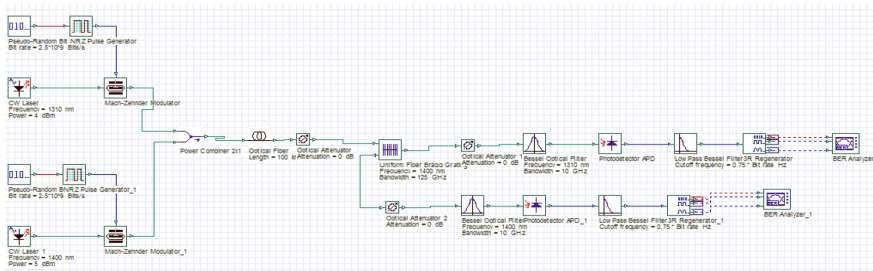 Pseudo-Random Bit NRZ Pulse Generator
Bit rate = 2.5*10^9 Bits/s
CW Laser
Frequency = 1310 nm
Power = 4 dBm
Mach-Zehnder Modulator
Power Combiner 2x1
Optical Fiber
Length = 100
Optical Attenuator
Attenuation = 0 dB
Uniform Fiber Bragg Grating
Frequency = 1400 nm
Bandwidth = 125 GHz
Optical Attenuator 1
Attenuation = 0 dB
Bessel Optical Filter
Frequency = 1310 nm
Bandwidth = 10 GHz
Photodetector APD
Low Pass Bessel Filter
Cutoff frequency = 0.75 * Bit rate Hz
3R Regenerator
BER Analyzer
Pseudo-Random BNRZ Pulse Generator_1
Bit rate = 2.5*10^9 Bits/s
CW Laser 1
Frequency = 1400 nm
Power = 5 dBm
Mach-Zehnder Modulator_1
Optical Attenuator 2
Attenuation = 0 dB
Bessel Optical Filter
Frequency = 1400 nm
Bandwidth = 10 GHz
Photodetector APD_1
Low Pass Bessel Filter
Cutoff frequency = 0.75 * Bit rate Hz
3R Regenerator_1
BER Analyzer_1